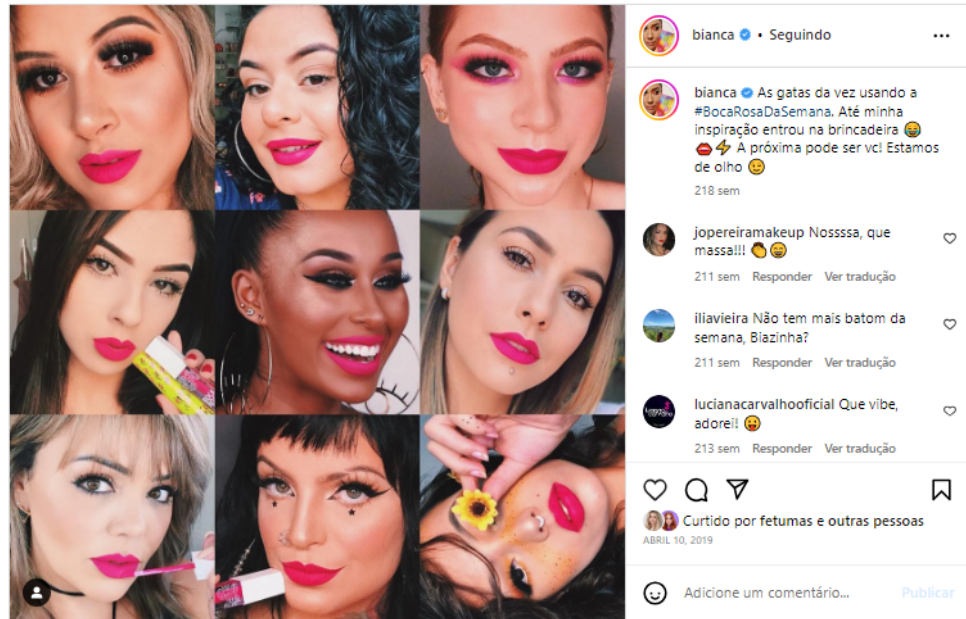 bianca • Seguindo
bianca As gatas da vez usando a
#BocaRosaDaSemana. Até minha
inspiração entrou na brincadeira 😂
👄⚡ A próxima pode ser vc! Estamos
de olho 😉
218 sem
jopereiramakeup Nossssa, que
massa!!! 👏😄
211 sem Responder Ver tradução
iliavieira Não tem mais batom da
semana, Biazinha?
211 sem Responder Ver tradução
lucianacarvalhooficial Que vibe,
adorei! 😛
213 sem Responder Ver tradução
Curtido por fetumas e outras pessoas
ABRIL 10, 2019
Adicione um comentário... Publicar